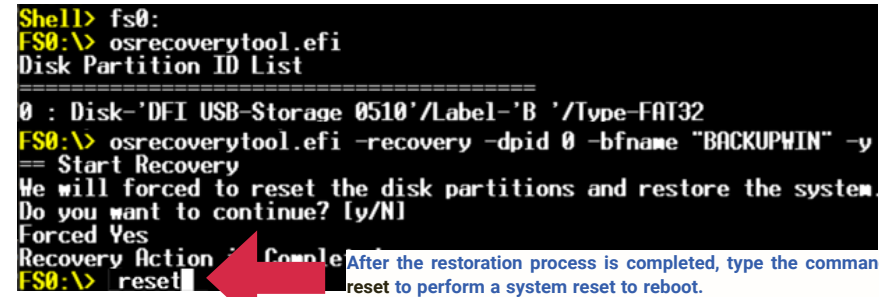 Shell> fs0:
FS0:\> osrecoverytool.efi
Disk Partition ID List
========================================
0 : Disk-'DFI USB-Storage 0510'/Label-'B '/Type-FAT32
FS0:\> osrecoverytool.efi -recovery -dpid 0 -bfname "BACKUPWIN" -y
== Start Recovery
We will forced to reset the disk partitions and restore the system.
Do you want to continue? [y/N]
Forced Yes
Recovery Action
FS0:\> reset
After the restoration process is completed, type the comman
reset to perform a system reset to reboot.